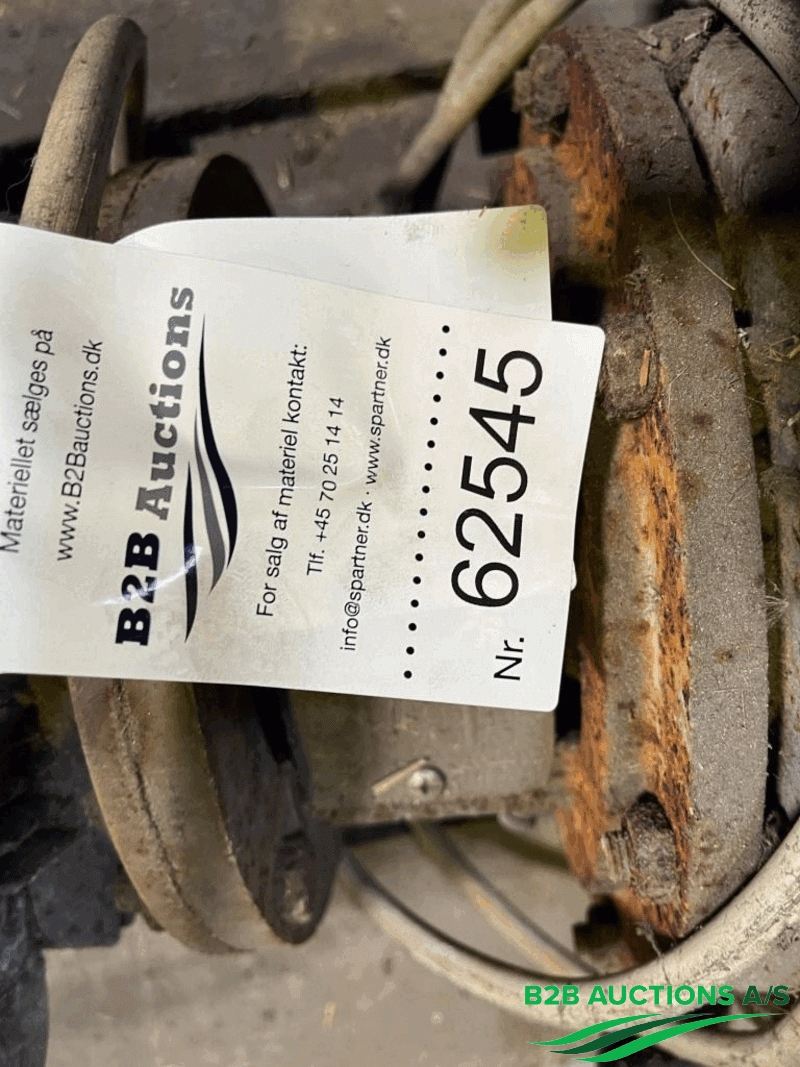 Materiellet sælges på
www.B2Bauctions.dk
B2B Auctions
For salg af materiel kontakt:
Tlf. +45 70 25 14 14
info@spartner.dk · www.spartner.dk
Nr. 62545
B2B AUCTIONS A/S